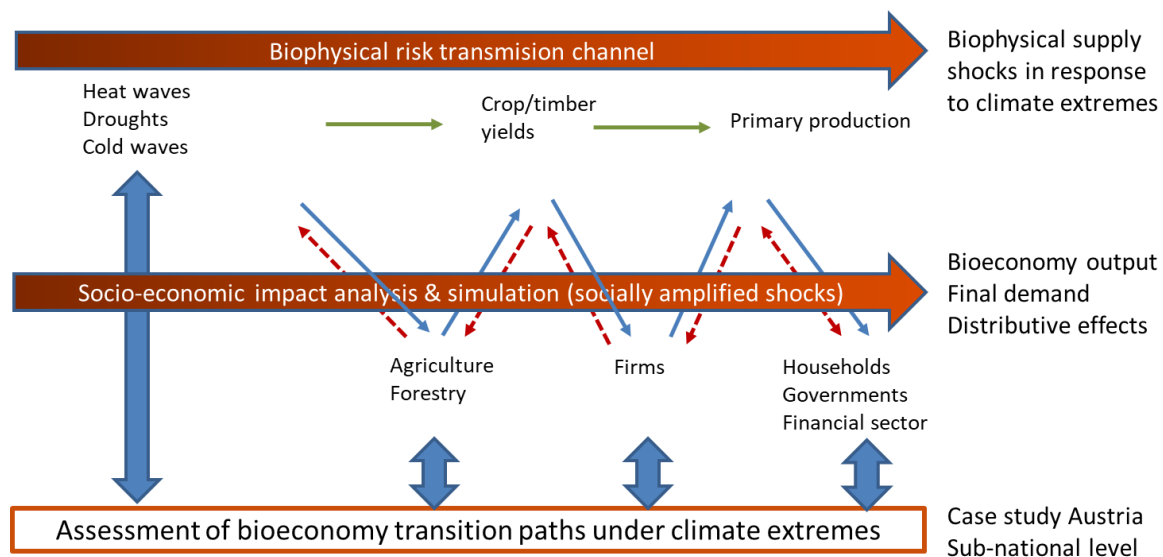 Biophysical risk transmision channel
Biophysical supply
shocks in response
to climate extremes
Heat waves
Droughts
Cold waves
Crop/timber
yields
Primary production
Socio-economic impact analysis & simulation (socially amplified shocks)
Bioeconomy output
Final demand
Distributive effects
Agriculture
Forestry
Firms
Households
Governments
Financial sector
Assessment of bioeconomy transition paths under climate extremes
Case study Austria
Sub-national level